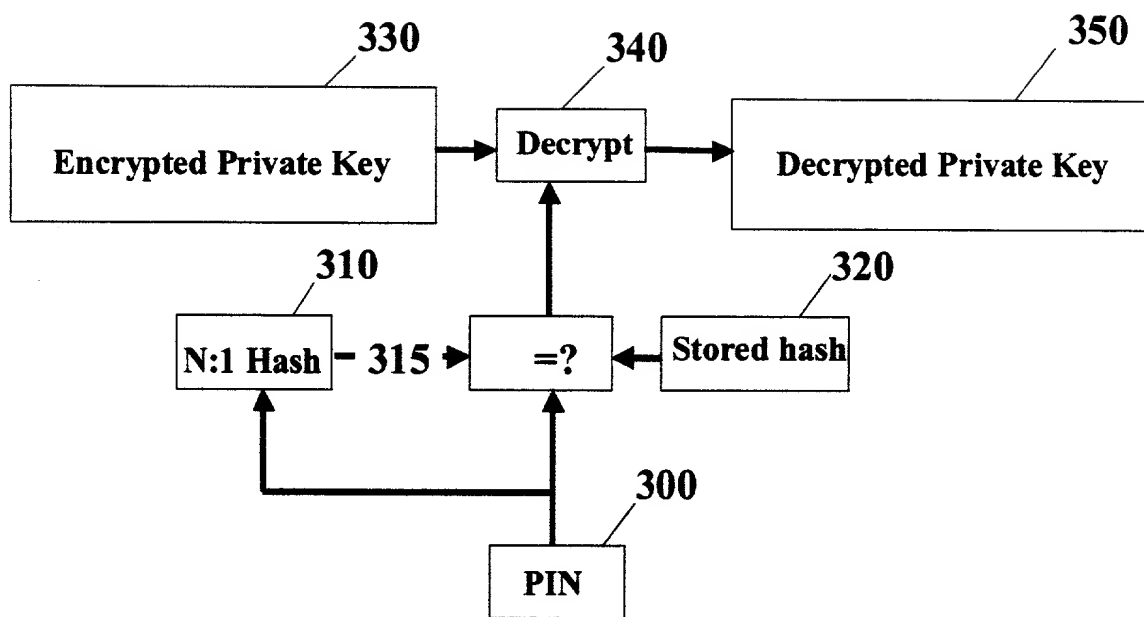 330
340
350
Encrypted Private Key
Decrypt
Decrypted Private Key
310
320
N:1 Hash
315
=?
Stored hash
300
PIN